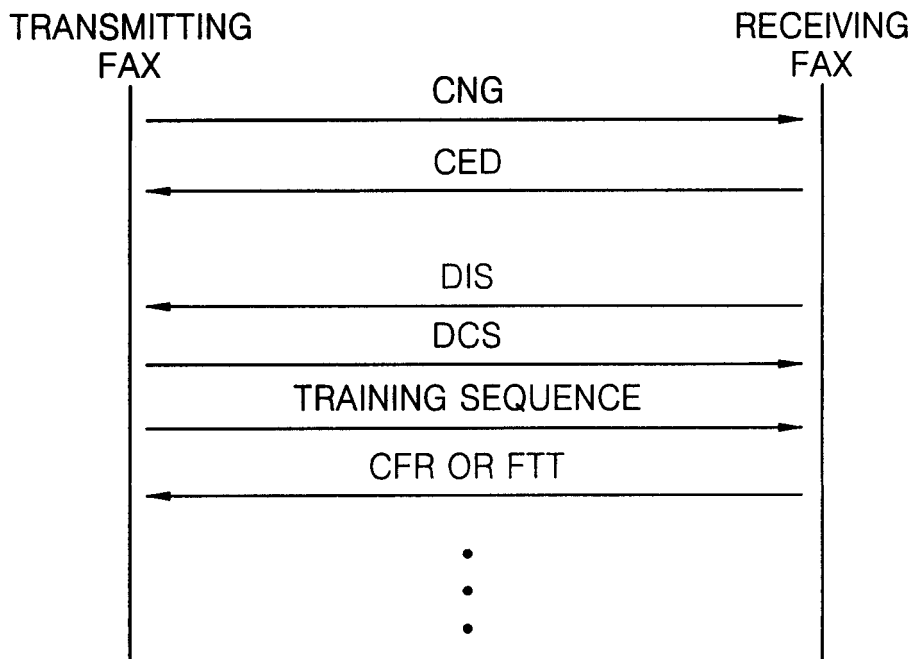 TRANSMITTING
FAX
RECEIVING
FAX
CNG
CED
DIS
DCS
TRAINING SEQUENCE
CFR OR FTT